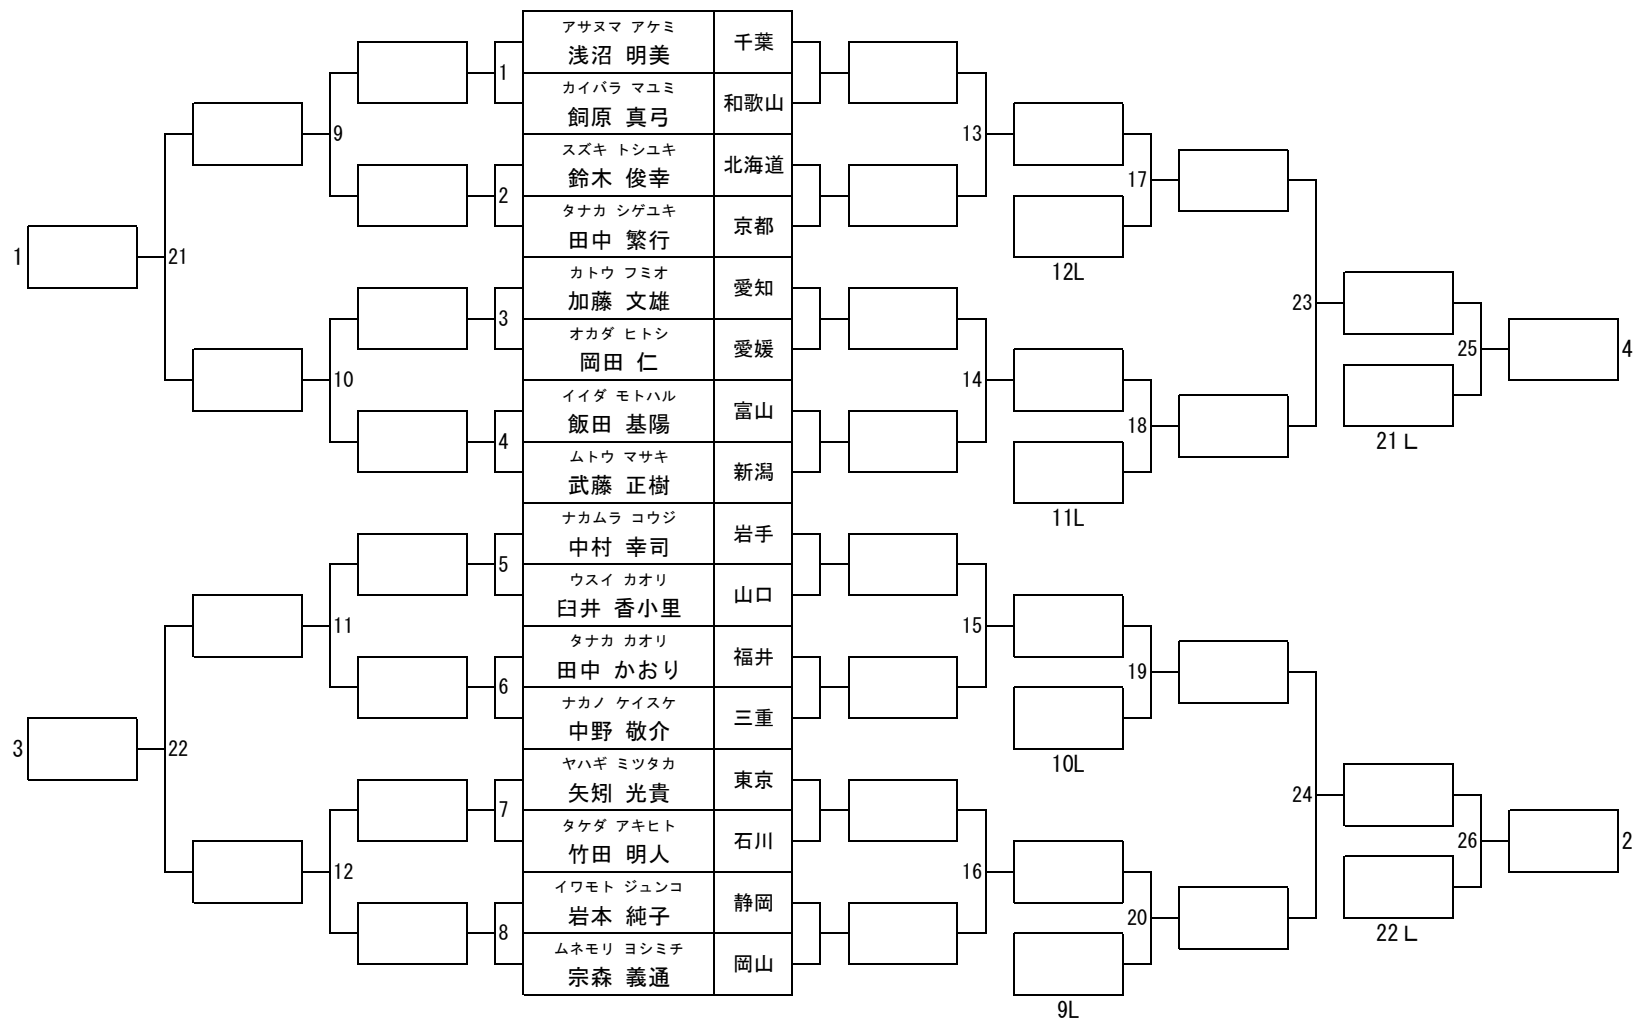 アサヌマ アケミ
浅沼 明美 千葉
1
カイバラ マユミ
飼原 真弓 和歌山
9 13
スズキ トシユキ
鈴木 俊幸 北海道
2 17
タナカ シゲユキ
田中 繁行 京都
1 21
12L
カトウ フミオ
加藤 文雄 愛知
3 23
オカダ ヒトシ
岡田 仁 愛媛
25 4
10 14
イイダ モトハル
飯田 基陽 富山
4 18
21 L
ムトウ マサキ
武藤 正樹 新潟
11L
ナカムラ コウジ
中村 幸司 岩手
5
ウスイ カオリ
臼井 香小里 山口
11 15
タナカ カオリ
田中 かおり 福井
6 19
ナカノ ケイスケ
中野 敬介 三重
3 22
10L
ヤハギ ミツタカ
矢矧 光貴 東京
7 24
タケダ アキヒト
竹田 明人 石川
26 2
12 16
イワモト ジュンコ
岩本 純子 静岡
8 20
22 L
ムネモリ ヨシミチ
宗森 義通 岡山
9L